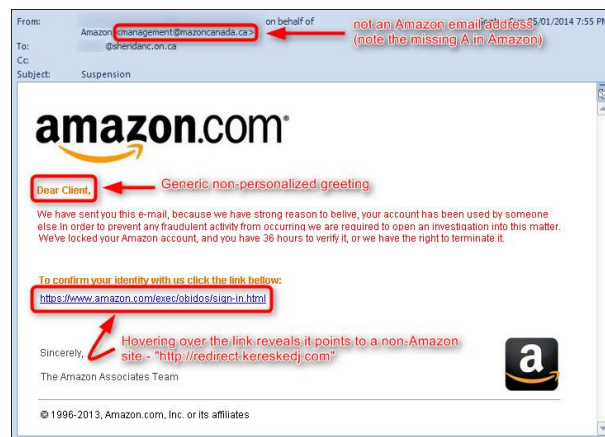 From: on behalf of
Amazon <management@mazoncanada.ca>
not an Amazon email address
(note the missing A in Amazon)
05/01/2014 7:55 PM
To: @sheridanc.on.ca
Cc:
Subject: Suspension
amazon.com
Dear Client,
Generic non-personalized greeting
We have sent you this e-mail, because we have strong reason to belive, your account has been used by someone
else.In order to prevent any fraudulent activity from occurring we are required to open an investigation into this matter.
We've locked your Amazon account, and you have 36 hours to verify it, or we have the right to terminate it.
To confirm your identity with us click the link bellow:
https://www.amazon.com/exec/obidos/sign-in.html
Hovering over the link reveals it points to a non-Amazon
site - "http://redirect-kereskedj.com"
Sincerely,
The Amazon Associates Team
a
© 1996-2013, Amazon.com, Inc. or its affiliates